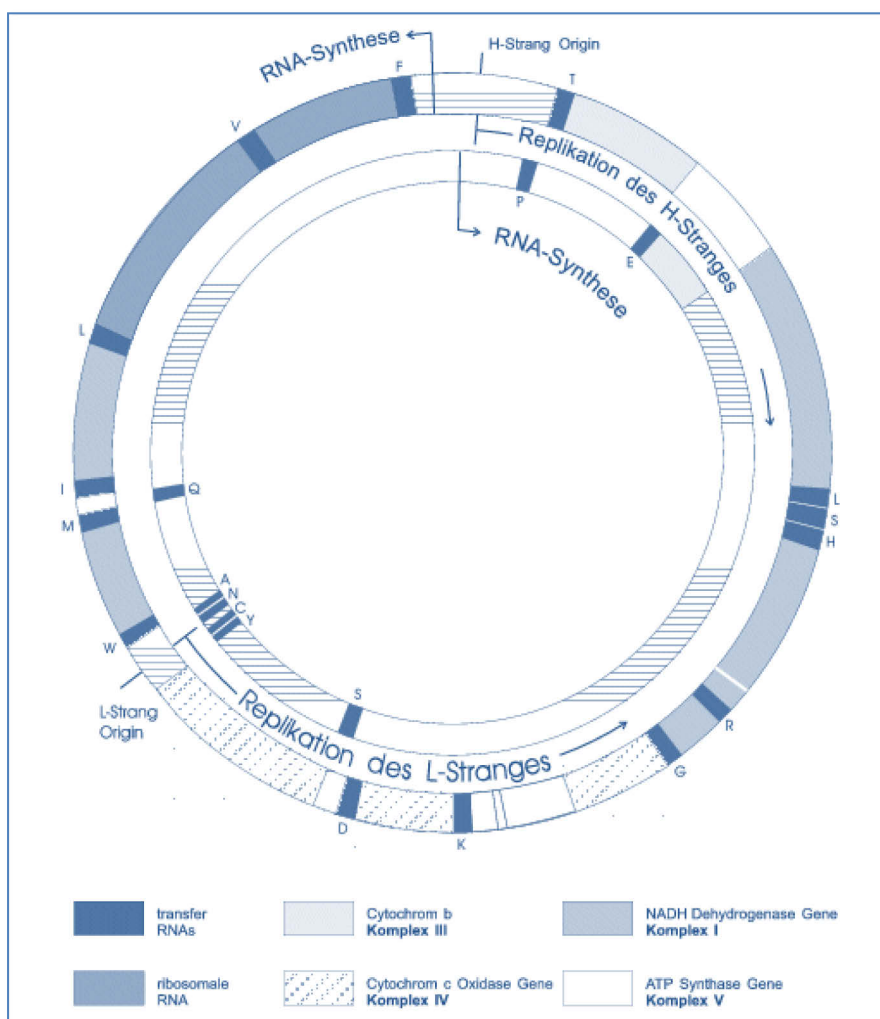 RNA-Synthese
H-Strang Origin
F
T
V
Replikation des H-Stranges
P
RNA-Synthese
E
L
I
Q
M
L
S
H
A
N
C
Y
W
S
L-Strang
Origin
Replikation des L-Stranges
R
G
D
K
transfer
RNAs
Cytochrom b
Komplex III
NADH Dehydrogenase Gene
Komplex I
ribosomale
RNA
Cytochrom c Oxidase Gene
Komplex IV
ATP Synthase Gene
Komplex V